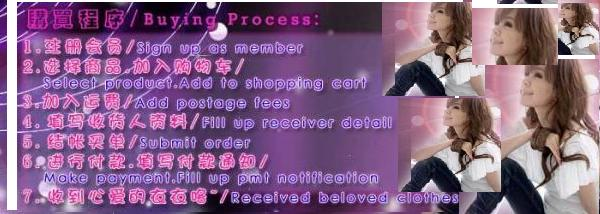 購買程序/Buying Process:
1.注册会员/Sign up as member
2.选择商品.加入购物车/
Select product.Add to shopping cart
3.加入运费/Add postage fees
4.填写收货人资料/Fill up receiver detail
5.结帐买单/Submit order
6.进行付款.填写付款通知/
Make payment.Fill up pmt notification
7.收到心爱的衣衣咯~/Received beloved clothes